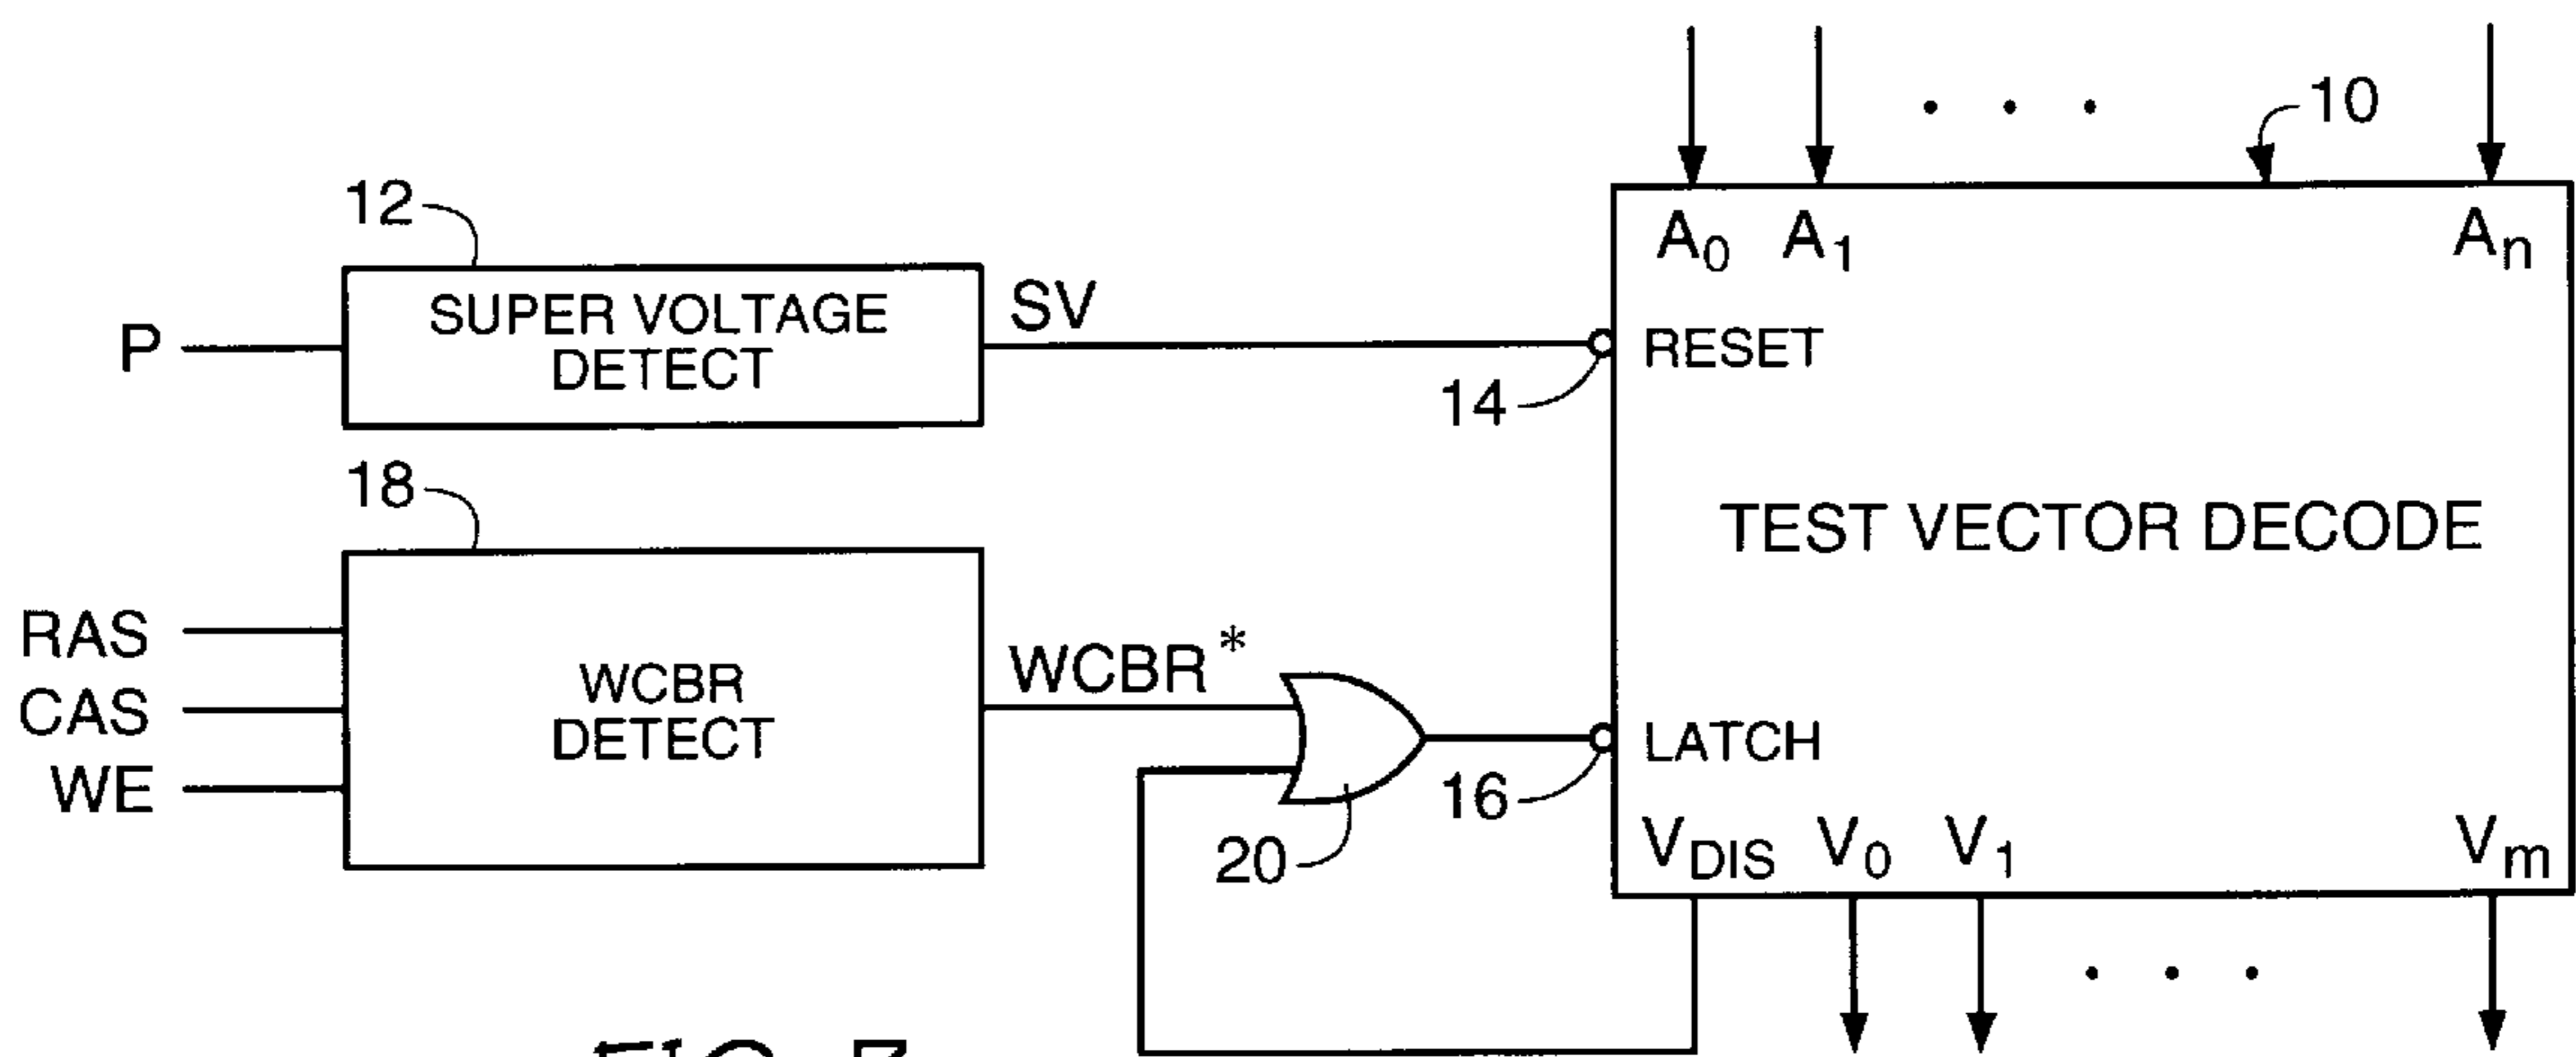 10
A0 A1 An
12
SUPER VOLTAGE
DETECT
SV
P
RESET
14
TEST VECTOR DECODE
18
WCBR
DETECT
RAS
CAS
WE
WCBR*
LATCH
16
20
VDIS V0 V1 Vm